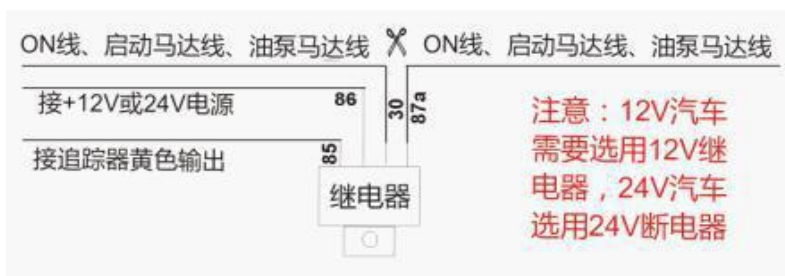 ON线、启动马达线、油泵马达线 ON线、启动马达线、油泵马达线
接+12V或24V电源 86 30 87a
接追踪器黄色输出 85
继电器
注意：12V汽车
需要选用12V继
电器，24V汽车
选用24V断电器